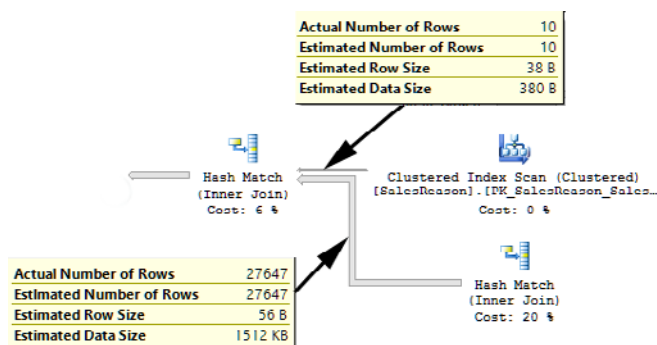 Actual Number of Rows 10
Estimated Number of Rows 10
Estimated Row Size 38 B
Estimated Data Size 380 B
Hash Match
(Inner Join)
Cost: 6 %
Clustered Index Scan (Clustered)
[SalesReason].[PK_SalesReason_Sales…
Cost: 0 %
Actual Number of Rows 27647
Estimated Number of Rows 27647
Estimated Row Size 56 B
Estimated Data Size 1512 KB
Hash Match
(Inner Join)
Cost: 20 %